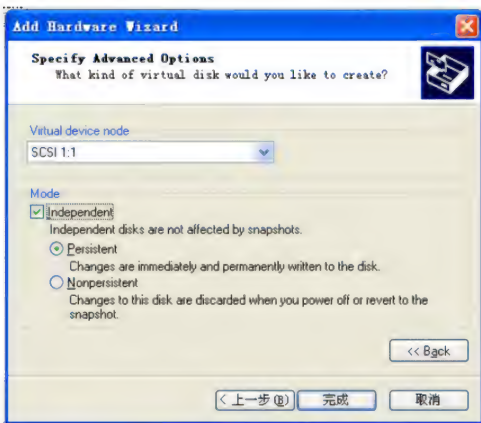 Add Hardware Wizard
Specify Advanced Options
What kind of virtual disk would you like to create?
Virtual device node
SCSI 1:1
Mode
Independent
Independent disks are not affected by snapshots.
Persistent
Changes are immediately and permanently written to the disk.
Nonpersistent
Changes to this disk are discarded when you power off or revert to the
snapshot.
<< Back
< 上一步(B) 完成 取消